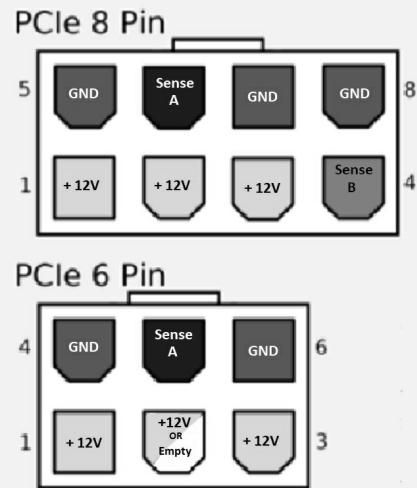 PCIe 8 Pin
5 GND Sense A GND GND 8
1 + 12V + 12V + 12V Sense B 4
PCIe 6 Pin
4 GND Sense A GND 6
1 + 12V +12V OR Empty + 12V 3